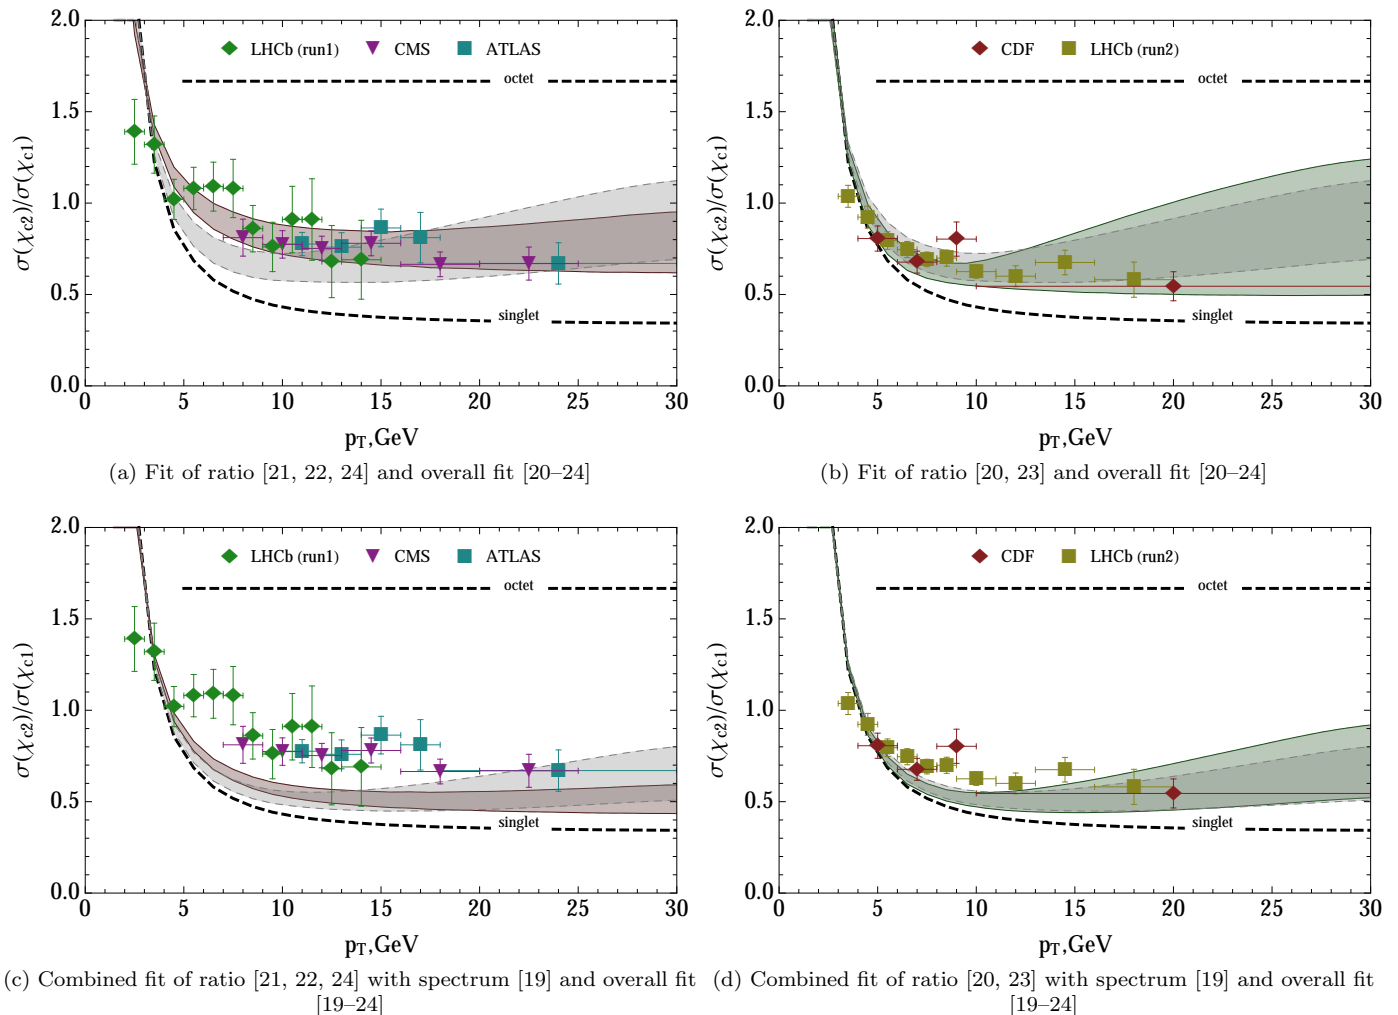 2.0
1.5
1.0
0.5
0.0
σ(χc2)/σ(χc1)
LHCb (run1) CMS ATLAS
octet
singlet
0 5 10 15 20 25 30
pT,GeV
(a) Fit of ratio [21, 22, 24] and overall fit [20–24]
2.0
1.5
1.0
0.5
0.0
σ(χc2)/σ(χc1)
CDF LHCb (run2)
octet
singlet
0 5 10 15 20 25 30
pT,GeV
(b) Fit of ratio [20, 23] and overall fit [20–24]
2.0
1.5
1.0
0.5
0.0
σ(χc2)/σ(χc1)
LHCb (run1) CMS ATLAS
octet
singlet
0 5 10 15 20 25 30
pT,GeV
(c) Combined fit of ratio [21, 22, 24] with spectrum [19] and overall fit
[19–24]
2.0
1.5
1.0
0.5
0.0
σ(χc2)/σ(χc1)
CDF LHCb (run2)
octet
singlet
0 5 10 15 20 25 30
pT,GeV
(d) Combined fit of ratio [20, 23] with spectrum [19] and overall fit
[19–24]